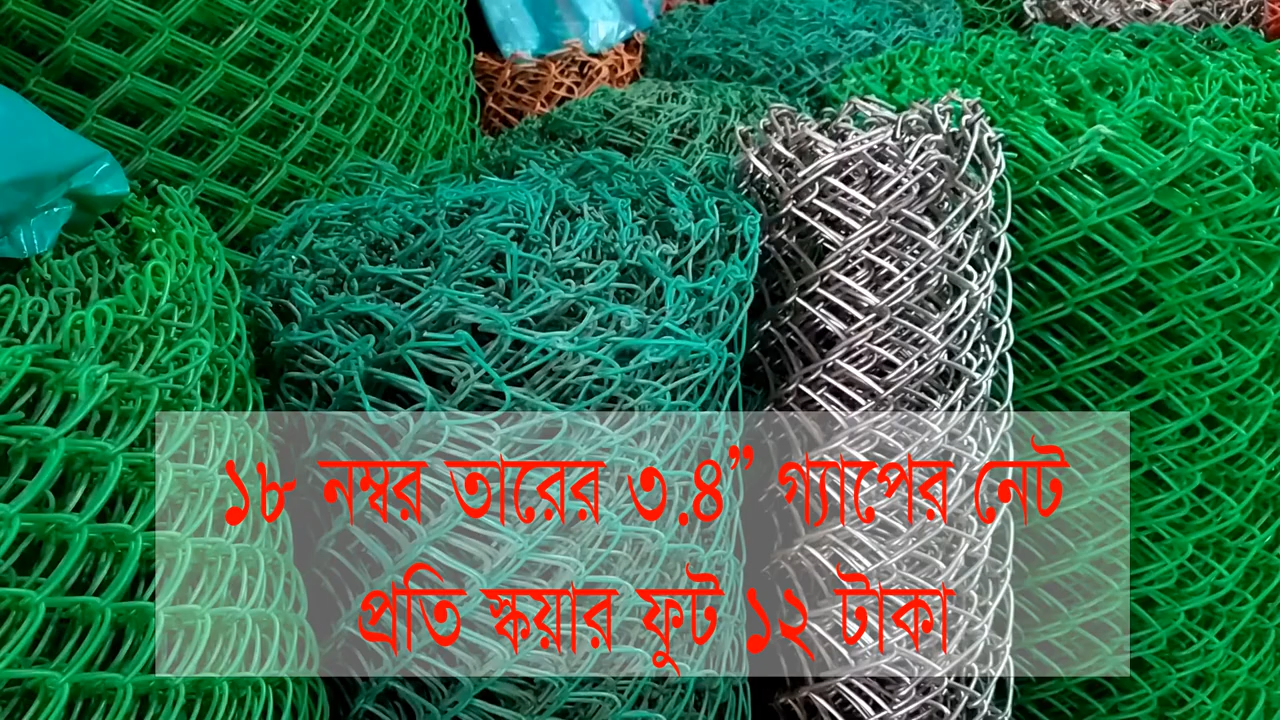 ১৮ নম্বর তারের ৩.৪” গ্যাপের নেট
প্রতি স্কয়ার ফুট ১২ টাকা